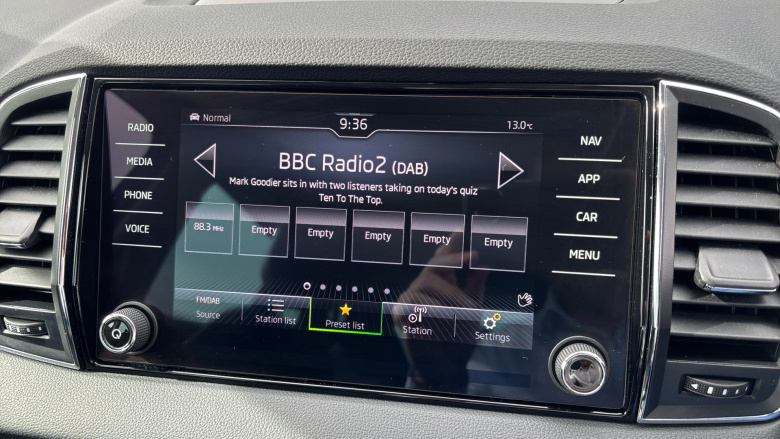 Normal
9:36
13.0°C
RADIO
MEDIA
PHONE
VOICE
BBC Radio2 (DAB)
Mark Goodier sits in with two listeners taking on today's quiz
Ten To The Top.
88.3 MHz
Empty
Empty
Empty
Empty
Empty
FM/DAB
Source
Station list
Preset list
Station
Settings
NAV
APP
CAR
MENU